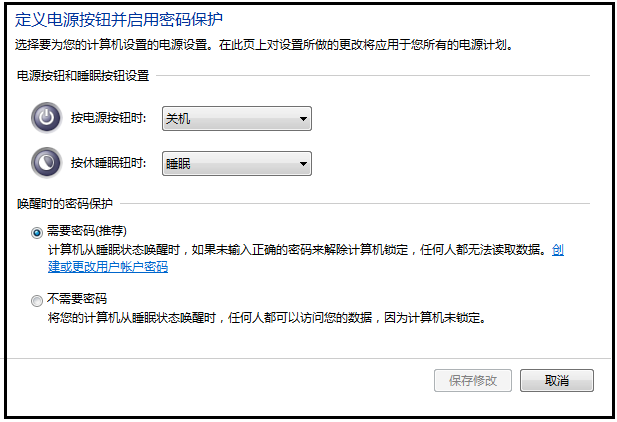 定义电源按钮并启用密码保护
选择要为您的计算机设置的电源设置。在此页上对设置所做的更改将应用于您所有的电源计划。
电源按钮和睡眠按钮设置
按电源按钮时:
关机
按休睡眠钮时:
睡眠
唤醒时的密码保护
需要密码(推荐)
计算机从睡眠状态唤醒时，如果未输入正确的密码来解除计算机锁定，任何人都无法读取数据。创
建或更改用户帐户密码
不需要密码
将您的计算机从睡眠状态唤醒时，任何人都可以访问您的数据，因为计算机未锁定。
保存修改
取消